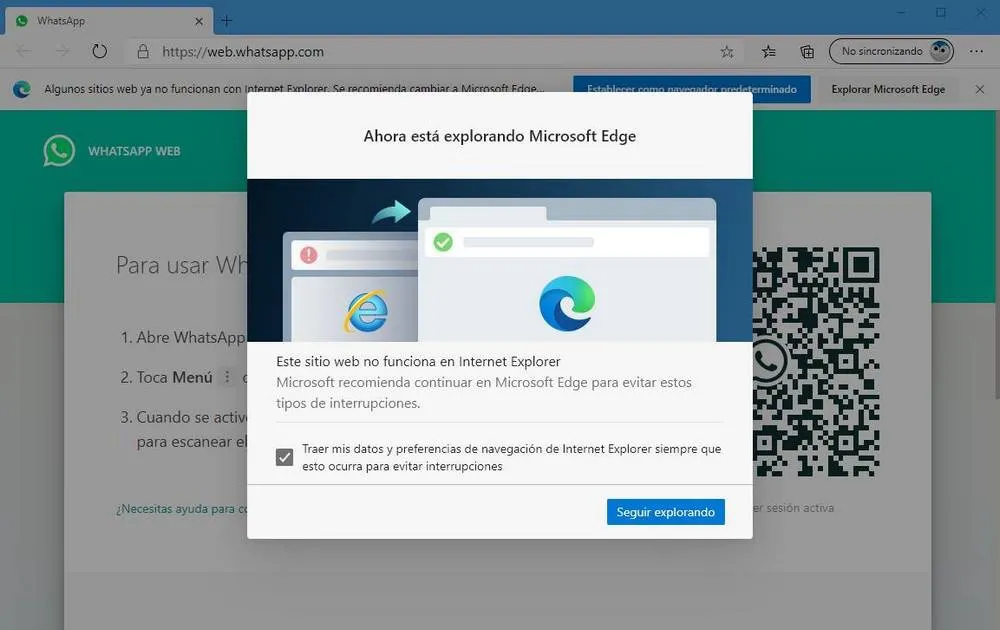 WhatsApp
https://web.whatsapp.com
No sincronizando
Algunos sitios web ya no funcionan con Internet Explorer. Se recomienda cambiar a Microsoft Edge...
Establecer como navegador predeterminado
Explorar Microsoft Edge
WHATSAPP WEB
Ahora está explorando Microsoft Edge
Para usar Wh
1. Abre WhatsApp
2. Toca Menú
3. Cuando se active
para escanear el
¿Necesitas ayuda para co
er sesión activa
Este sitio web no funciona en Internet Explorer
Microsoft recomienda continuar en Microsoft Edge para evitar estos
tipos de interrupciones.
Traer mis datos y preferencias de navegación de Internet Explorer siempre que
esto ocurra para evitar interrupciones
Seguir explorando